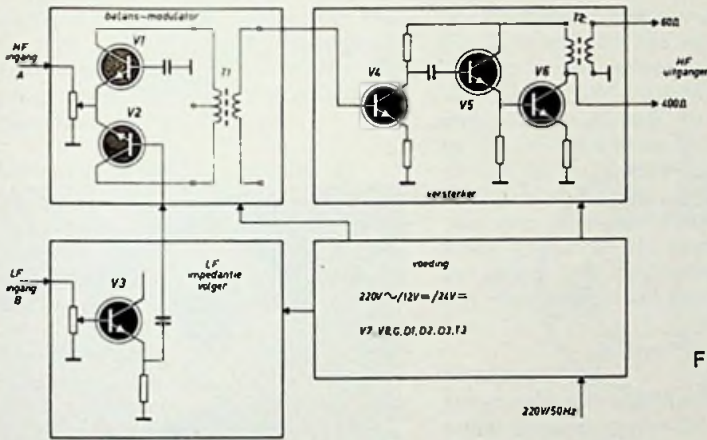 balans-modulator
HF
ingang
A
V1
V2
T1
V4
V5
V6
T2
60Ω
HF
uitgangen
400Ω
versterker
LF
ingang
B
V3
LF
impedantie
volger
voeding
220V~/12V=/24V=
V7, V8, G, D1, D2, D3, T3
220V/50Hz
F